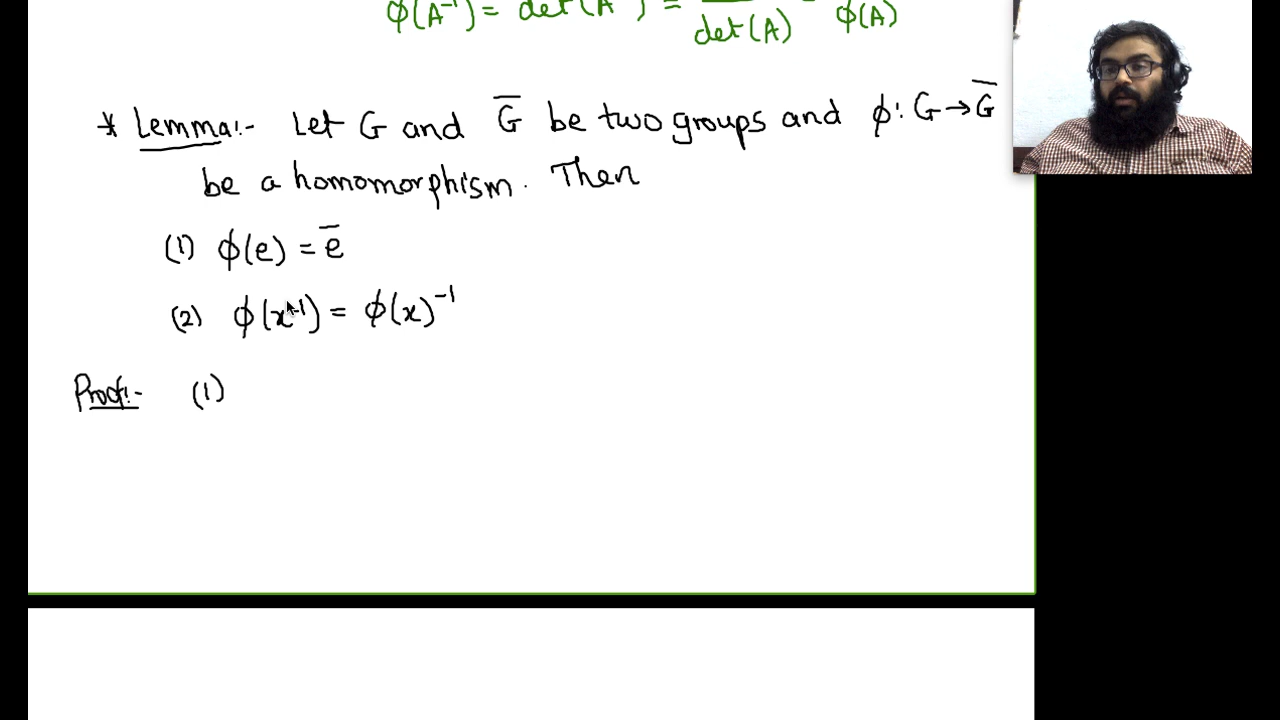 φ(A⁻¹) = det(A⁻¹) = det(A) = φ(A)
* Lemma:- Let G and G̅ be two groups and φ: G → G̅
be a homomorphism. Then
(1) φ(e) = e̅
(2) φ(x⁻¹) = φ(x)⁻¹
Proof:- (1)